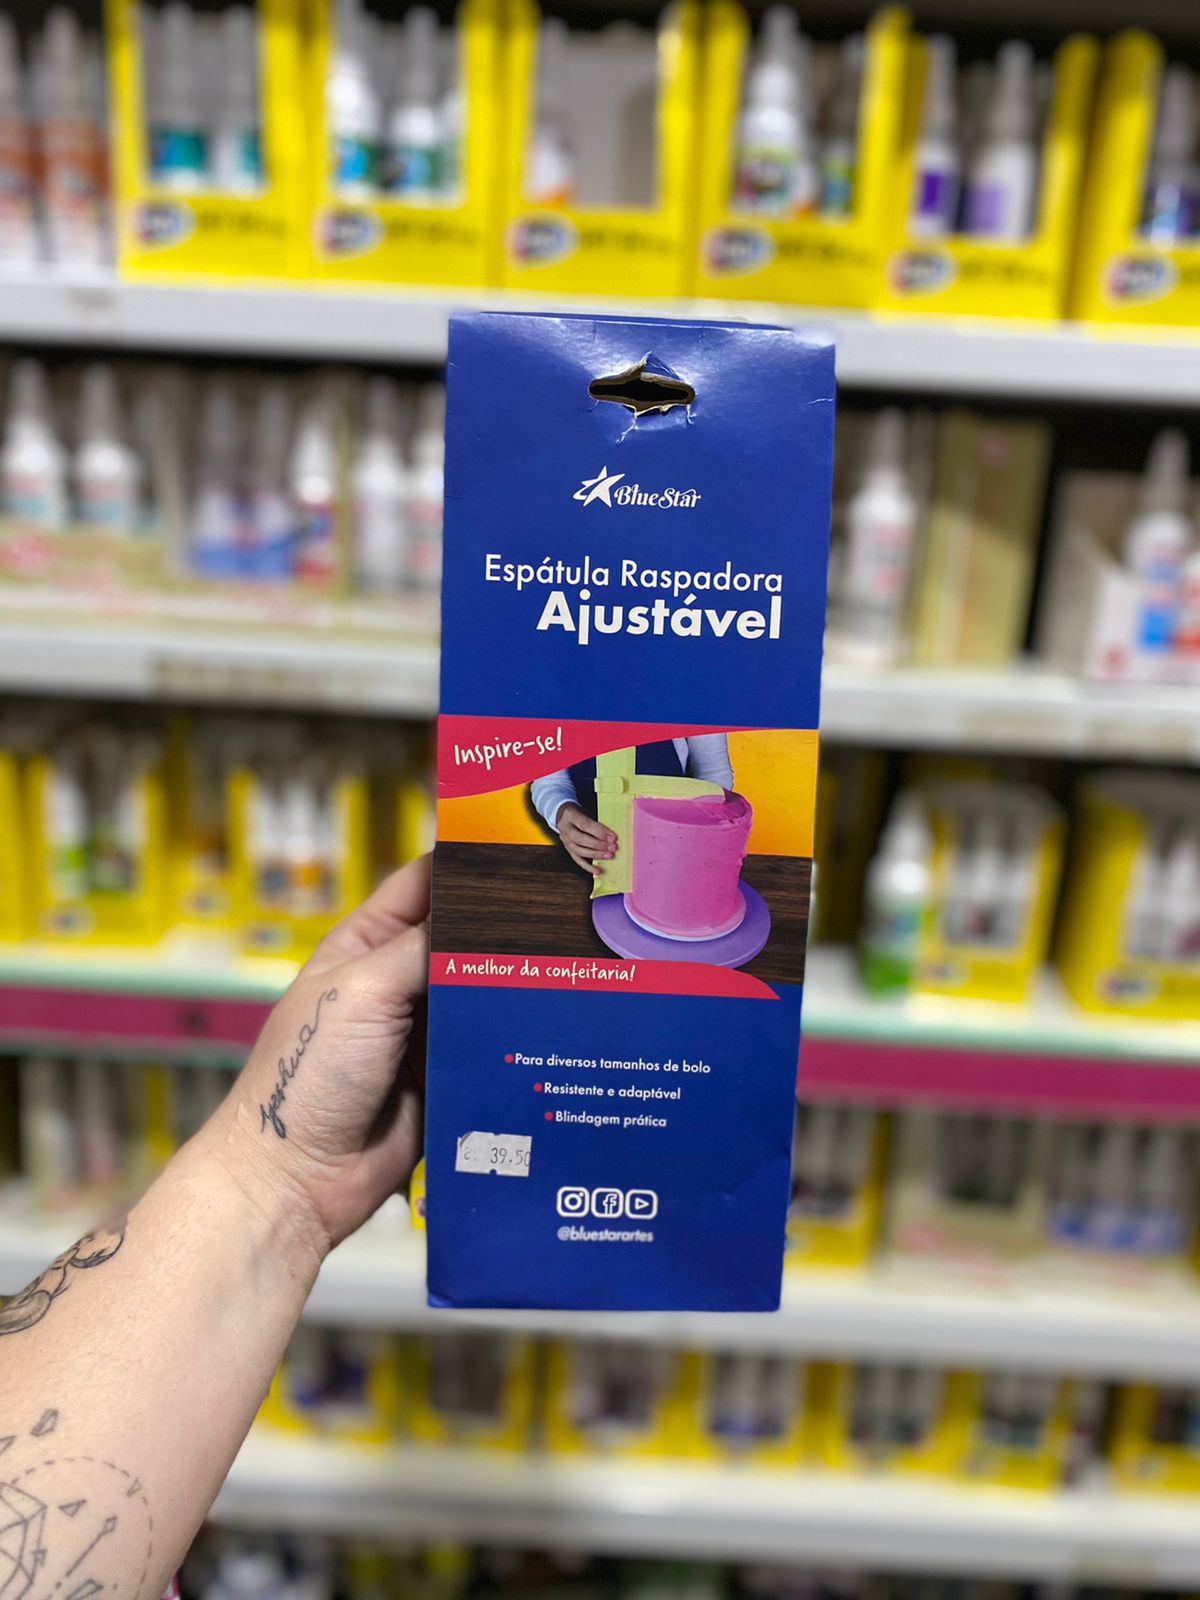 BlueStar
Espátula Raspadora
Ajustável
Inspire-se!
A melhor da confeitaria!
Para diversos tamanhos de bolo
Resistente e adaptável
Blindagem prática
39.50
@bluestarartes
yeshua